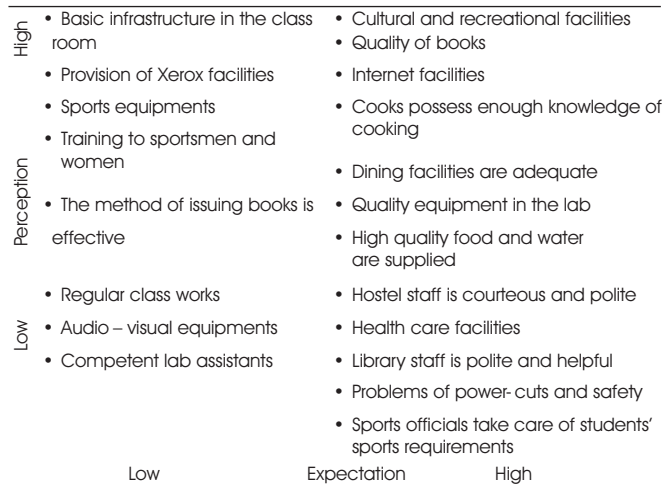 High
• Basic infrastructure in the class
room
• Provision of Xerox facilities
• Sports equipments
• Training to sportsmen and
women
Perception
• The method of issuing books is
effective
Low
• Regular class works
• Audio – visual equipments
• Competent lab assistants
• Cultural and recreational facilities
• Quality of books
• Internet facilities
• Cooks possess enough knowledge of
cooking
• Dining facilities are adequate
• Quality equipment in the lab
• High quality food and water
are supplied
• Hostel staff is courteous and polite
• Health care facilities
• Library staff is polite and helpful
• Problems of power-cuts and safety
• Sports officials take care of students'
sports requirements
Low Expectation High